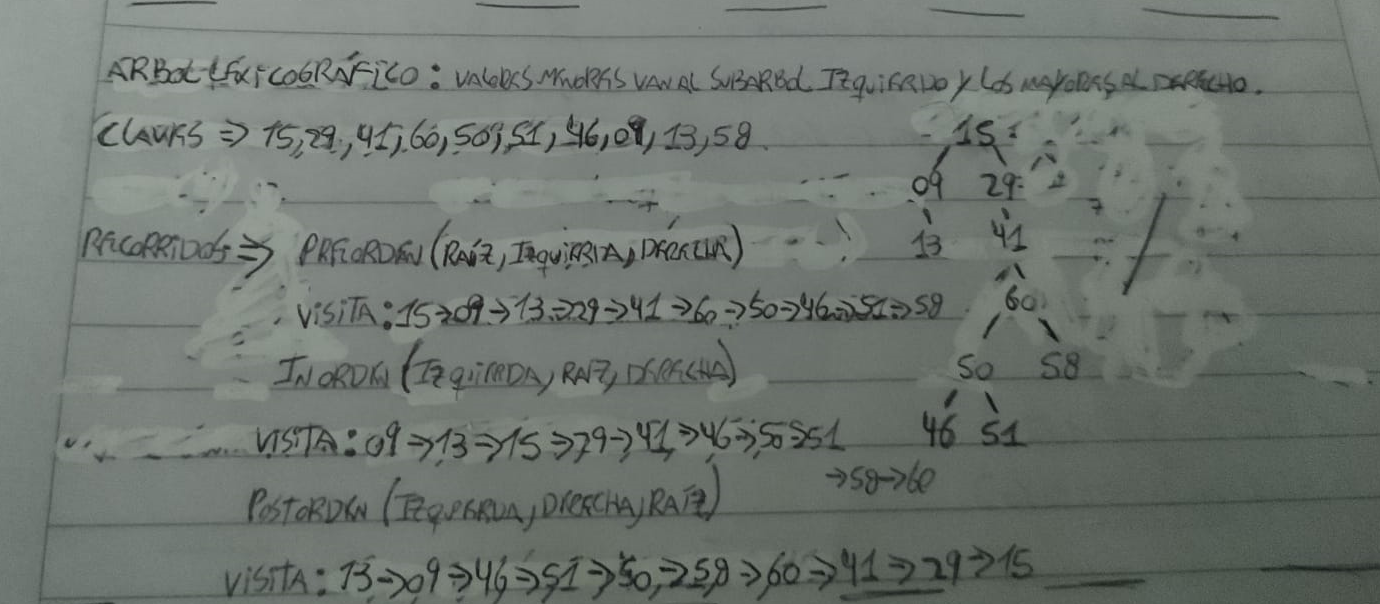 ARBOL LEXICOGRÁFICO: VALORES MENORES VAN AL SUBARBOL IZQUIERDO Y LOS MAYORES AL DERECHO.
CLAVES => 15,29,41,60,50,51,46,09,13,58.
15
09 29
13 41
60
50 58
46 51
RECORRIDOS => PREORDEN (RAÍZ, IZQUIERDA, DERECHA)
VISITA: 15->09->13->29->41->60->50->46->51->58
INORDEN (IZQUIERDA, RAÍZ, DERECHA)
VISITA: 09->13->15->29->41->46->50->51
->58->60
POSTORDEN (IZQUIERDA, DERECHA, RAÍZ)
VISITA: 13->09->46->51->50->58->60->41->29->15